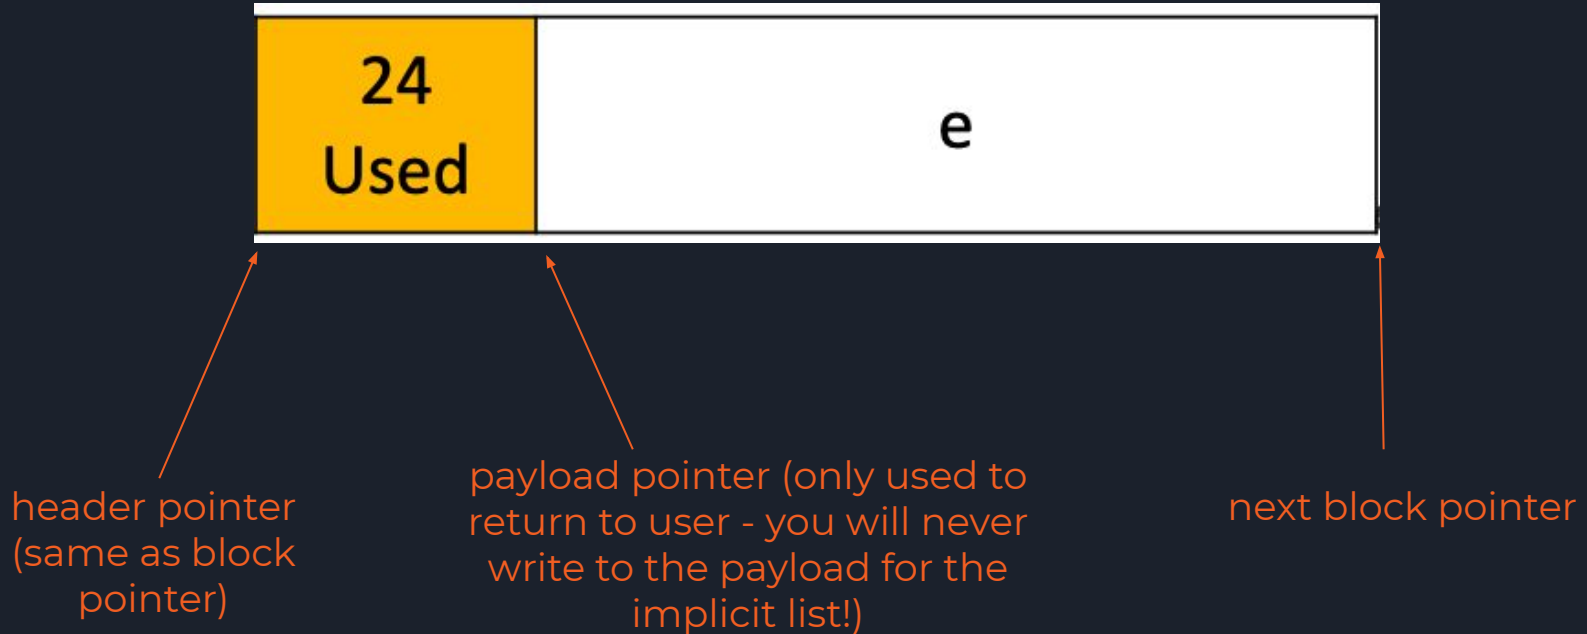 24
Used
e
header pointer
(same as block
pointer)
payload pointer (only used to
return to user - you will never
write to the payload for the
implicit list!)
next block pointer